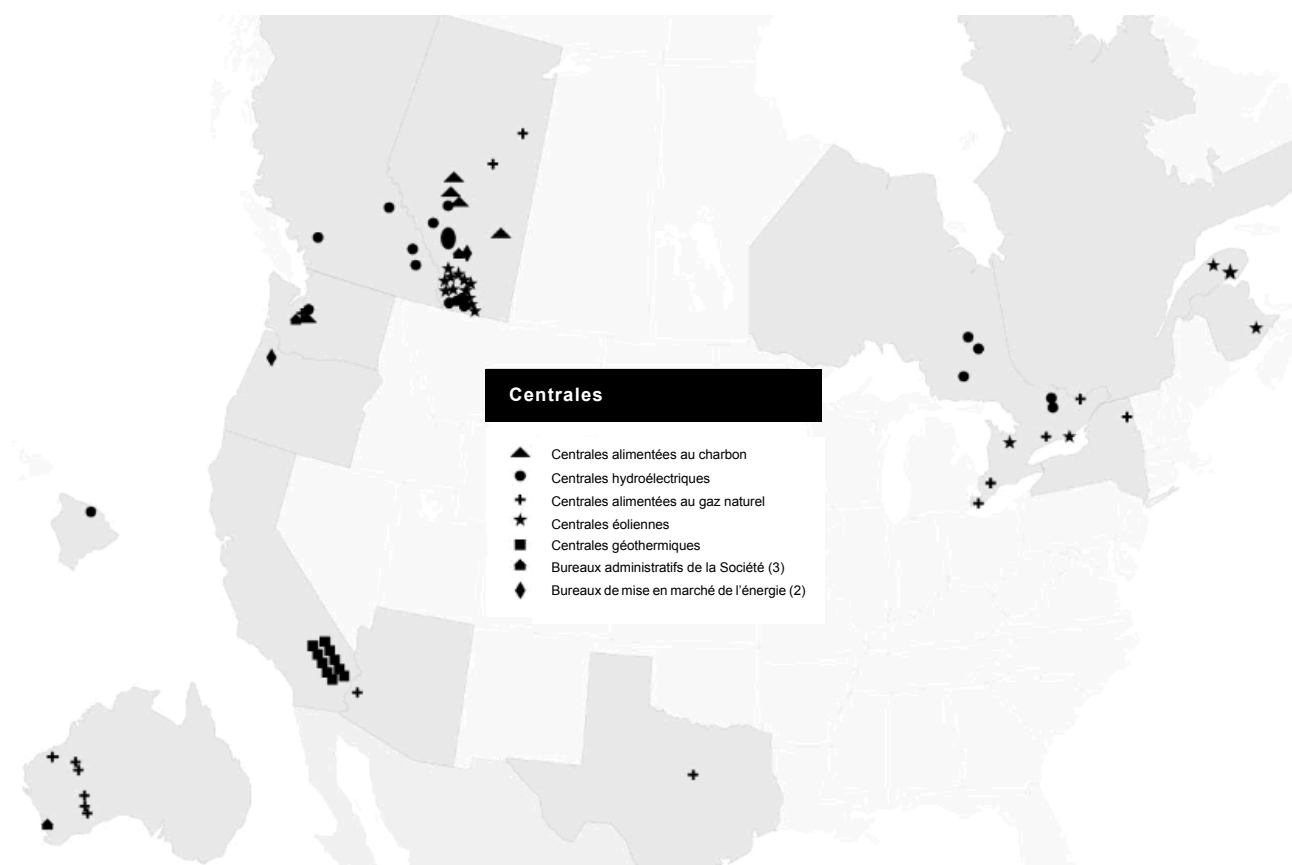 Centrales
Centrales alimentées au charbon
Centrales hydroélectriques
Centrales alimentées au gaz naturel
Centrales éoliennes
Centrales géothermiques
Bureaux administratifs de la Société (3)
Bureaux de mise en marché de l’énergie (2)